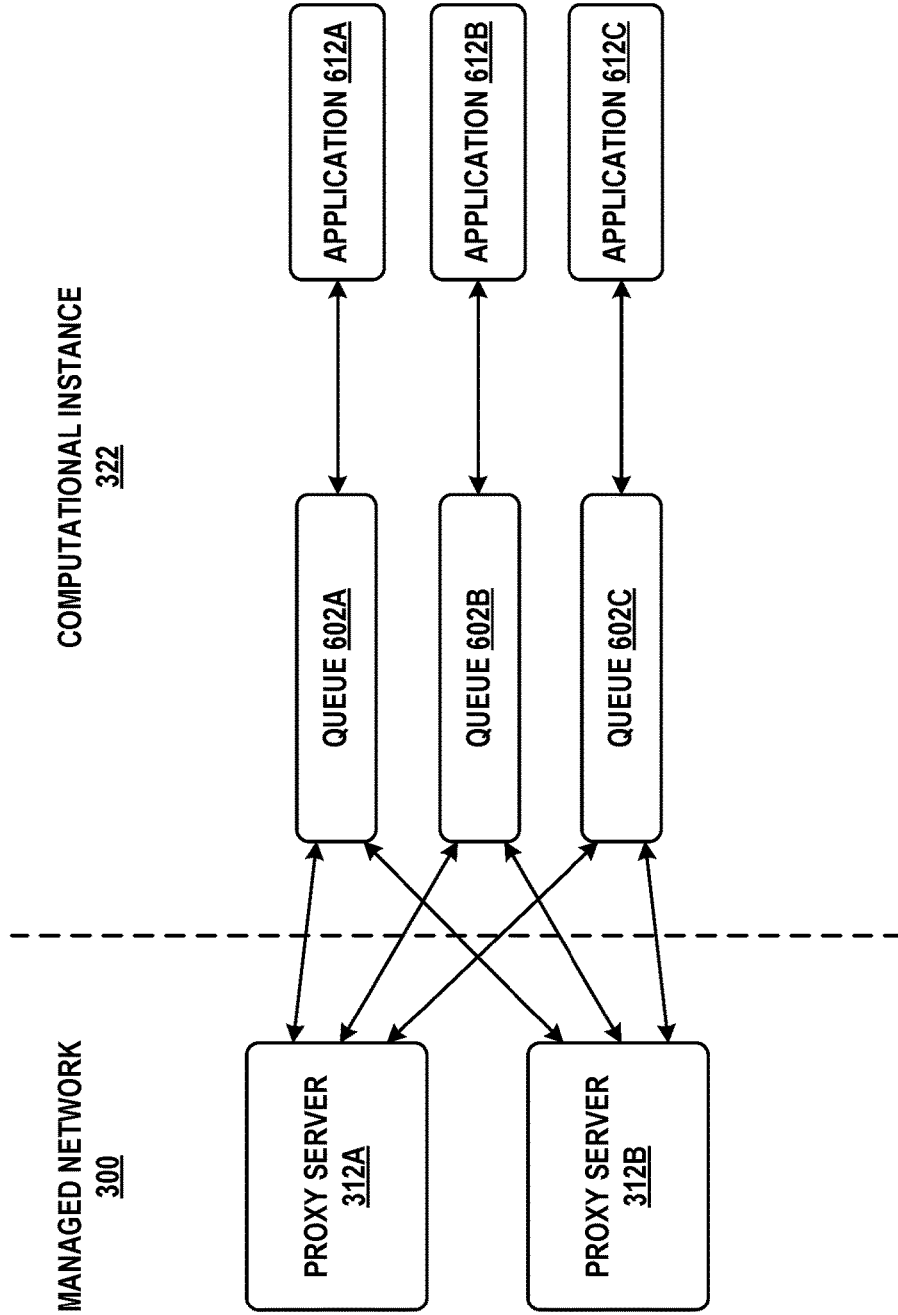 MANAGED NETWORK
300
COMPUTATIONAL INSTANCE
322
PROXY SERVER
312A
PROXY SERVER
312B
QUEUE 602A
QUEUE 602B
QUEUE 602C
APPLICATION 612A
APPLICATION 612B
APPLICATION 612C